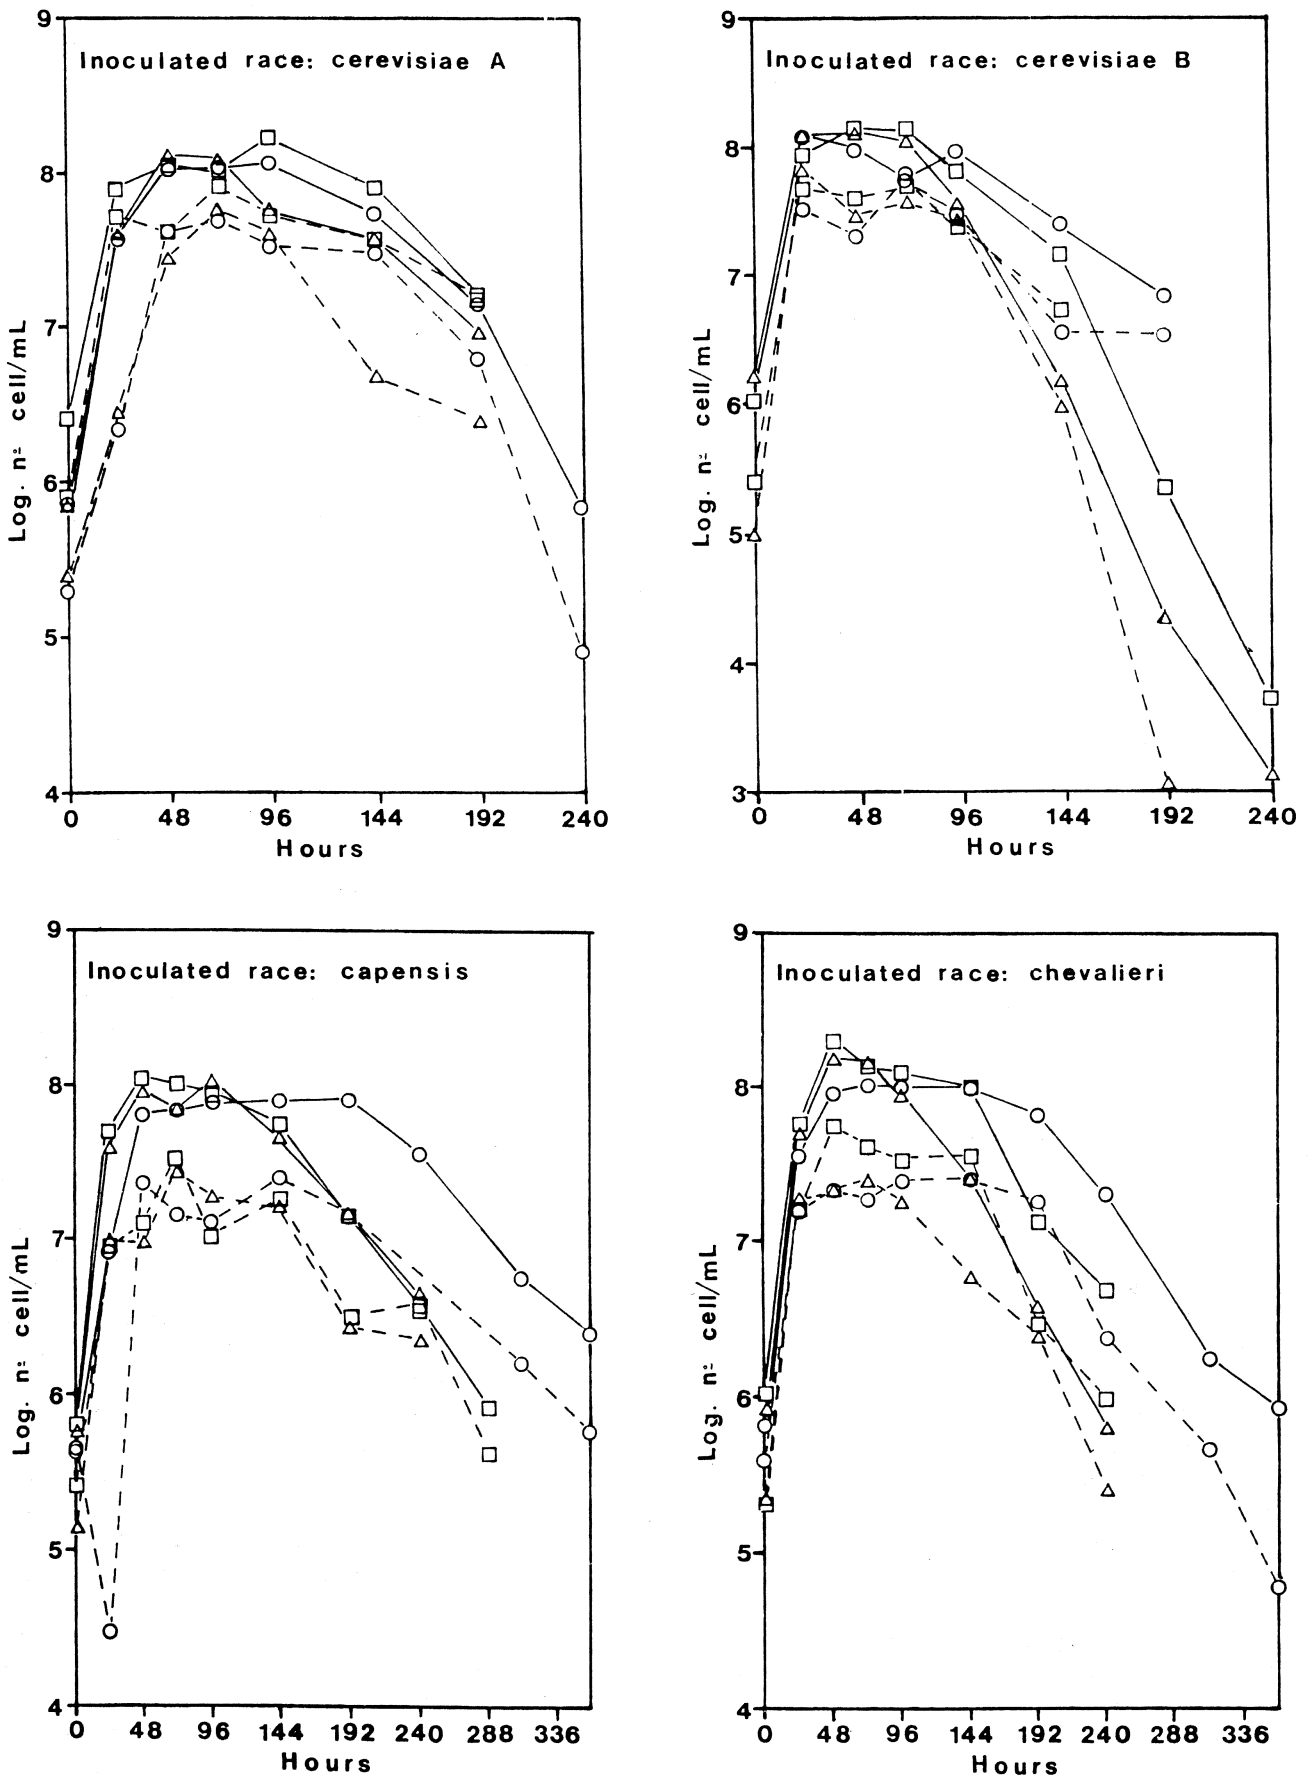 Inoculated race: cerevisiae A
9
8
7
6
5
4
Log. nº cell/mL
0 48 96 144 192 240
Hours
Inoculated race: cerevisiae B
9
8
7
6
5
4
3
Log. nº cell/mL
0 48 96 144 192 240
Hours
Inoculated race: capensis
9
8
7
6
5
4
Log. nº cell/mL
0 48 96 144 192 240 288 336
Hours
Inoculated race: chevalieri
9
8
7
6
5
4
Log. nº cell/mL
0 48 96 144 192 240 288 336
Hours